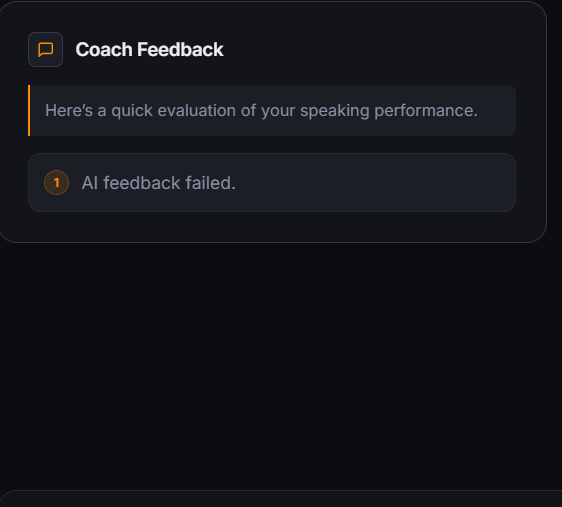 Coach Feedback
Here’s a quick evaluation of your speaking performance.
1 AI feedback failed.